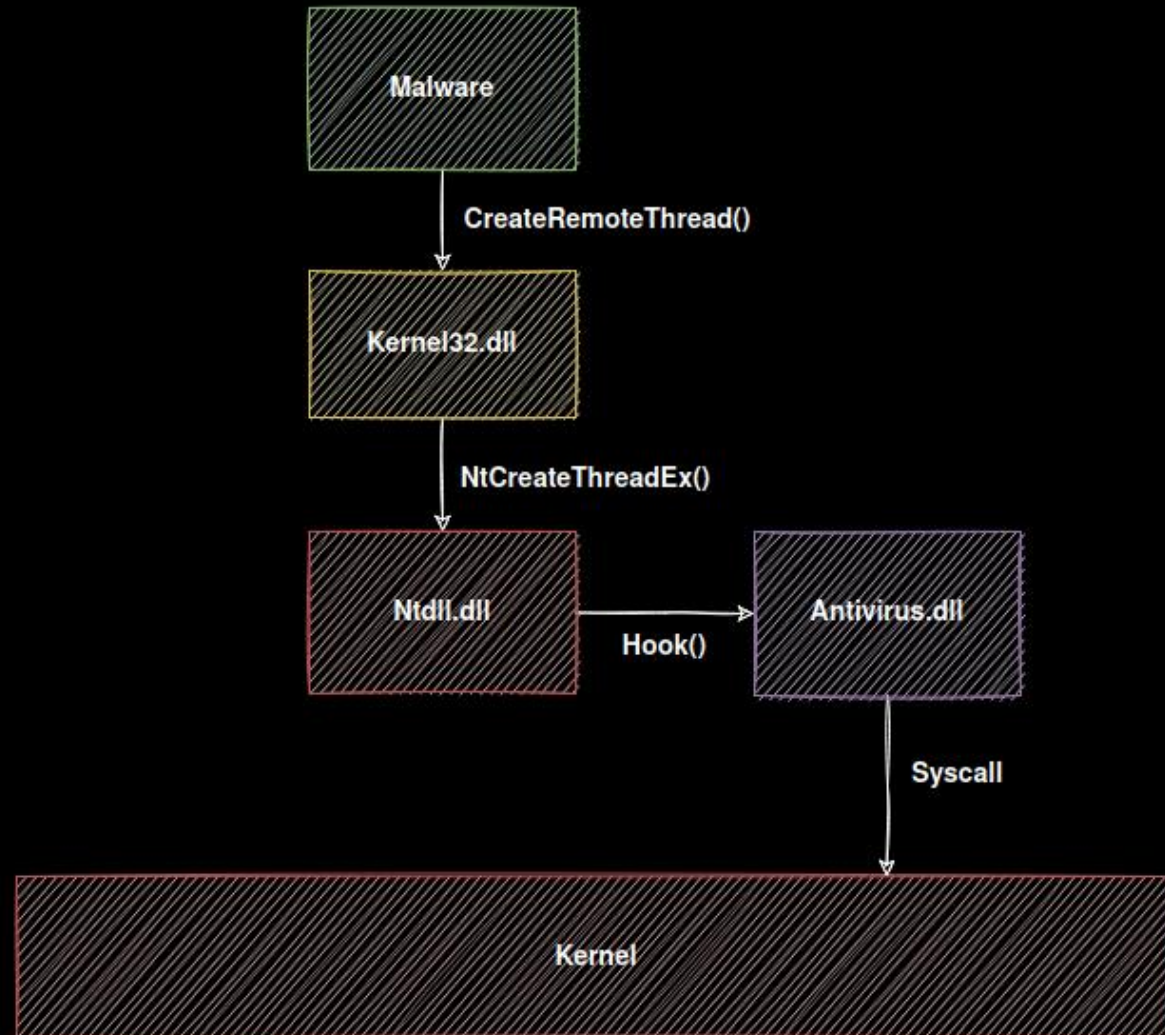 Malware
CreateRemoteThread()
Kernel32.dll
NtCreateThreadEx()
Ntdll.dll
Antivirus.dll
Hook()
Syscall
Kernel